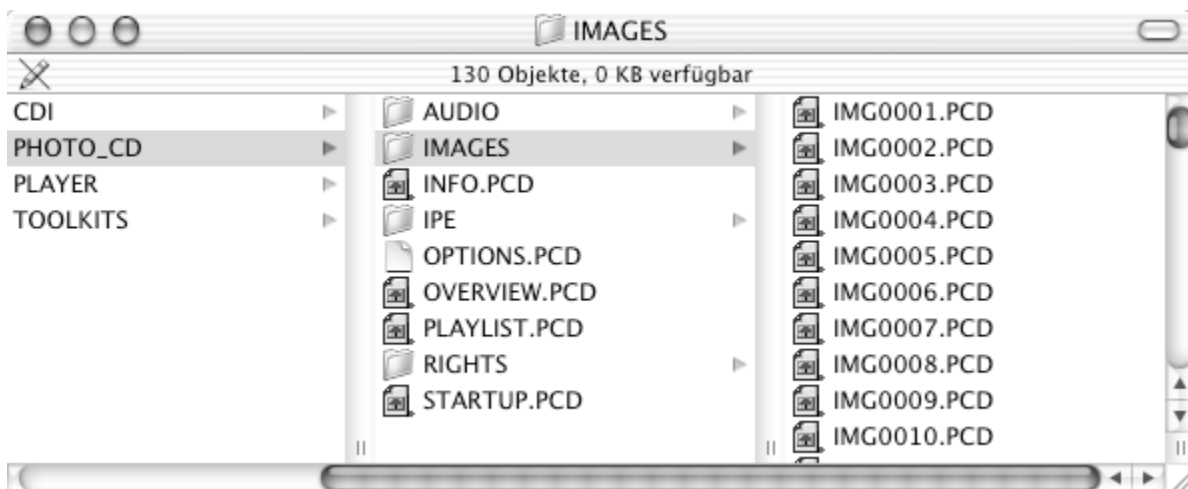 IMAGES
130 Objekte, 0 KB verfügbar
CDI
PHOTO_CD
PLAYER
TOOLKITS
AUDIO
IMAGES
INFO.PCD
IPE
OPTIONS.PCD
OVERVIEW.PCD
PLAYLIST.PCD
RIGHTS
STARTUP.PCD
IMG0001.PCD
IMG0002.PCD
IMG0003.PCD
IMG0004.PCD
IMG0005.PCD
IMG0006.PCD
IMG0007.PCD
IMG0008.PCD
IMG0009.PCD
IMG0010.PCD